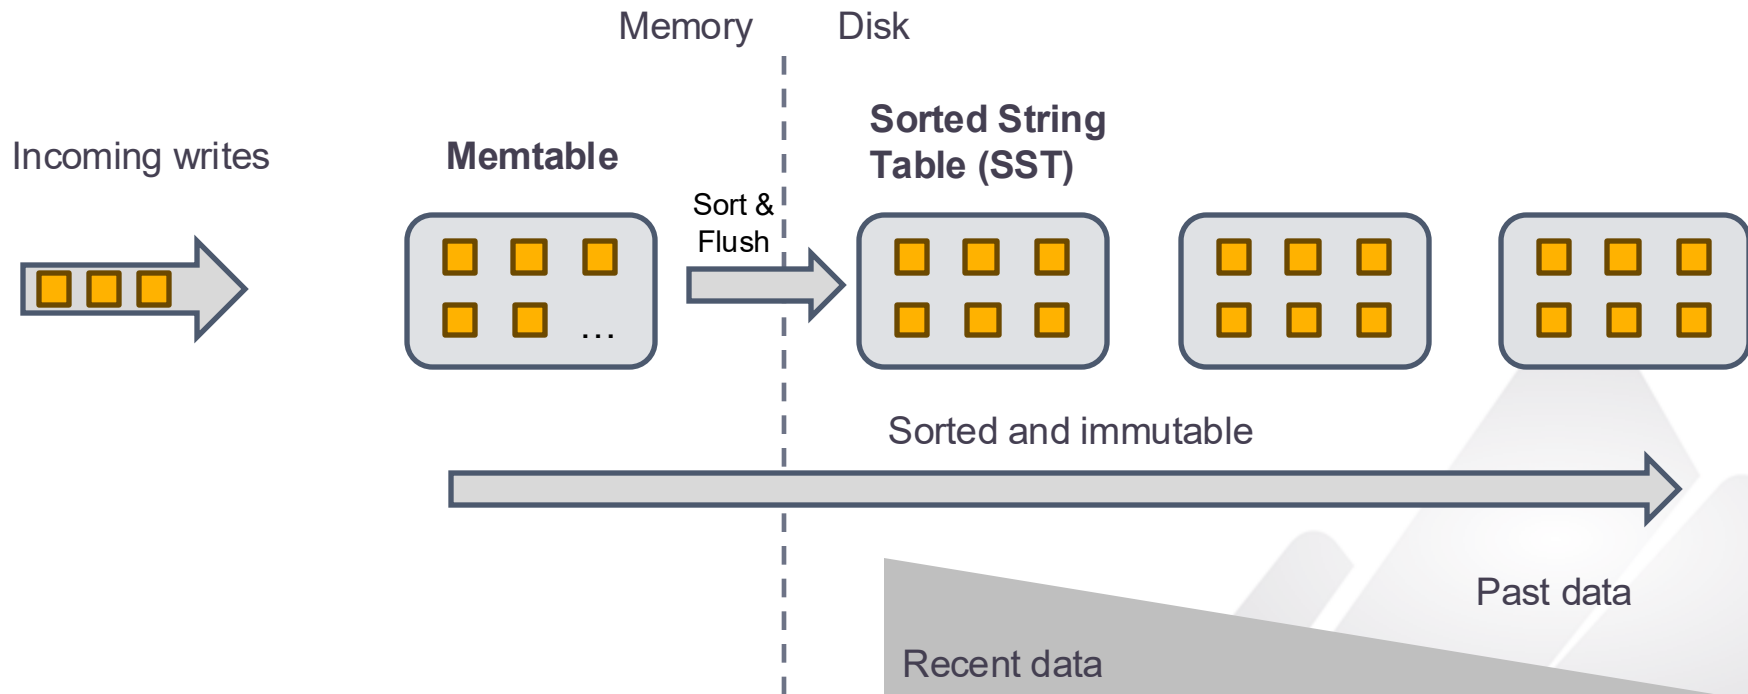 Memory
Disk
Incoming writes
Memtable
Sorted String
Table (SST)
Sort &
Flush
...
Sorted and immutable
Past data
Recent data